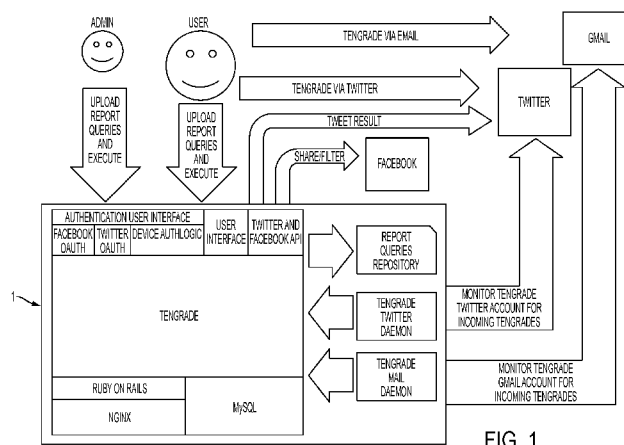 ADMIN
USER
UPLOAD
REPORT
QUERIES
AND
EXECUTE
UPLOAD
REPORT
QUERIES
AND
EXECUTE
TENGRADE VIA EMAIL
GMAIL
TENGRADE VIA TWITTER
TWITTER
TWEET RESULT
SHARE/FILTER
FACEBOOK
AUTHENTICATION USER INTERFACE
FACEBOOK
OAUTH
TWITTER
OAUTH
DEVICE AUTHLOGIC
USER
INTERFACE
TWITTER AND
FACEBOOK API
REPORT
QUERIES
REPOSITORY
1
TENGRADE
TENGRADE
TWITTER
DAEMON
MONITOR TENGRADE
TWITTER ACCOUNT FOR
INCOMING TENGRADES
TENGRADE
MAIL
DAEMON
MONITOR TENGRADE
GMAIL ACCOUNT FOR
INCOMING TENGRADES
RUBY ON RAILS
NGINX
MySQL
FIG. 1